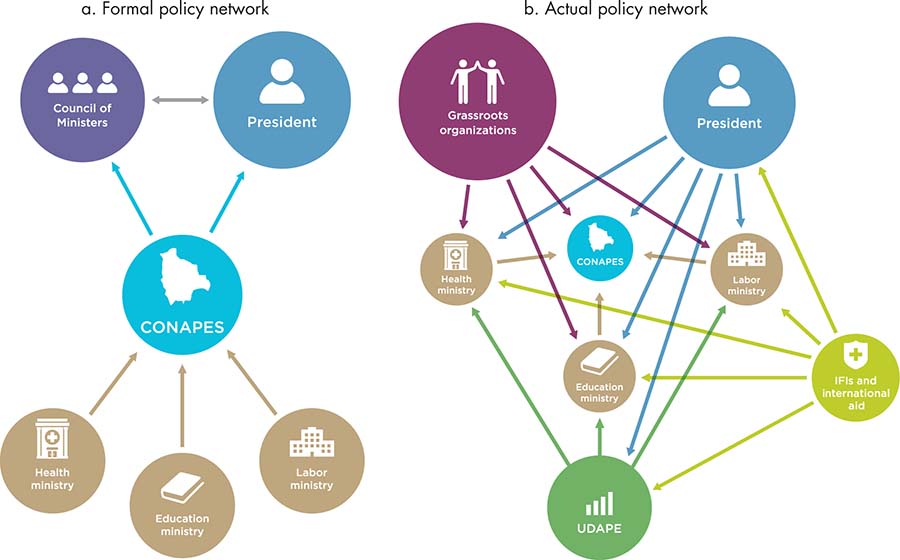 a. Formal policy network
Council of
Ministers
President
CONAPES
Health
ministry
Education
ministry
Labor
ministry
b. Actual policy network
Grassroots
organizations
President
Health
ministry
CONAPES
Labor
ministry
Education
ministry
IFIs and
international
aid
UDAPE